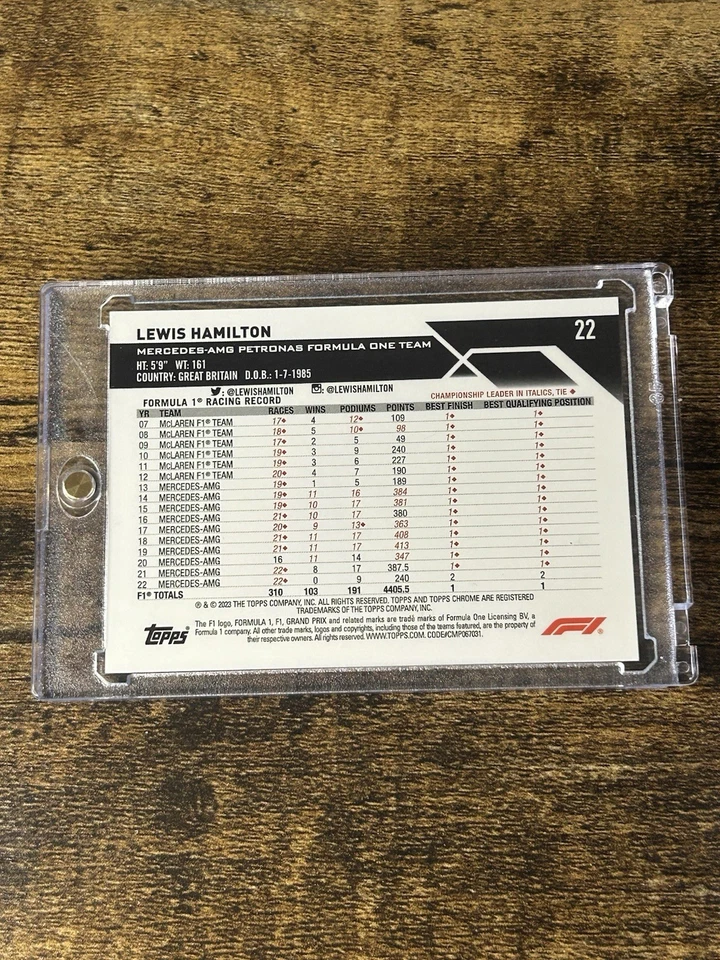 LEWIS HAMILTON 22
MERCEDES-AMG PETRONAS FORMULA ONE TEAM
HT: 5'9" WT: 161
COUNTRY: GREAT BRITAIN D.O.B.: 1-7-1985
: @LEWISHAMILTON : @LEWISHAMILTON
FORMULA 1® RACING RECORD CHAMPIONSHIP LEADER IN ITALICS, TIE ◆
YR TEAM RACES WINS PODIUMS POINTS BEST FINISH BEST QUALIFYING POSITION
07 McLAREN F1® TEAM 17◆ 4 12◆ 109 1◆ 1◆
08 McLAREN F1® TEAM 18◆ 5 10◆ 98 1◆ 1◆
09 McLAREN F1® TEAM 17◆ 2 5 49 1◆ 1◆
10 McLAREN F1® TEAM 19◆ 3 9 240 1◆ 1◆
11 McLAREN F1® TEAM 19◆ 3 6 227 1◆ 1◆
12 McLAREN F1® TEAM 20◆ 4 7 190 1◆ 1◆
13 MERCEDES-AMG 19◆ 1 5 189 1◆ 1◆
14 MERCEDES-AMG 19◆ 11 16 384 1◆ 1◆
15 MERCEDES-AMG 19◆ 10 17 381 1◆ 1◆
16 MERCEDES-AMG 21◆ 10 17 380 1◆ 1◆
17 MERCEDES-AMG 20◆ 9 13◆ 363 1◆ 1◆
18 MERCEDES-AMG 21◆ 11 17 408 1◆ 1◆
19 MERCEDES-AMG 21◆ 11 17 413 1◆ 1◆
20 MERCEDES-AMG 16 11 14 347 1◆ 1◆
21 MERCEDES-AMG 22◆ 8 17 387.5 1◆ 1◆
22 MERCEDES-AMG 22◆ 0 9 240 2 2
F1® TOTALS 310 103 191 4405.5 1 1
® & © 2023 THE TOPPS COMPANY, INC. ALL RIGHTS RESERVED. TOPPS AND TOPPS CHROME ARE REGISTERED
TRADEMARKS OF THE TOPPS COMPANY, INC.
Topps
The F1 logo, FORMULA 1, F1, GRAND PRIX and related marks are trade marks of Formula One Licensing BV, a
Formula 1 company. All other trade marks, logos and copyrights, including those of the teams featured, are the property of
their respective owners. All rights reserved. WWW.TOPPS.COM. CODE#CMP067031.
F1®